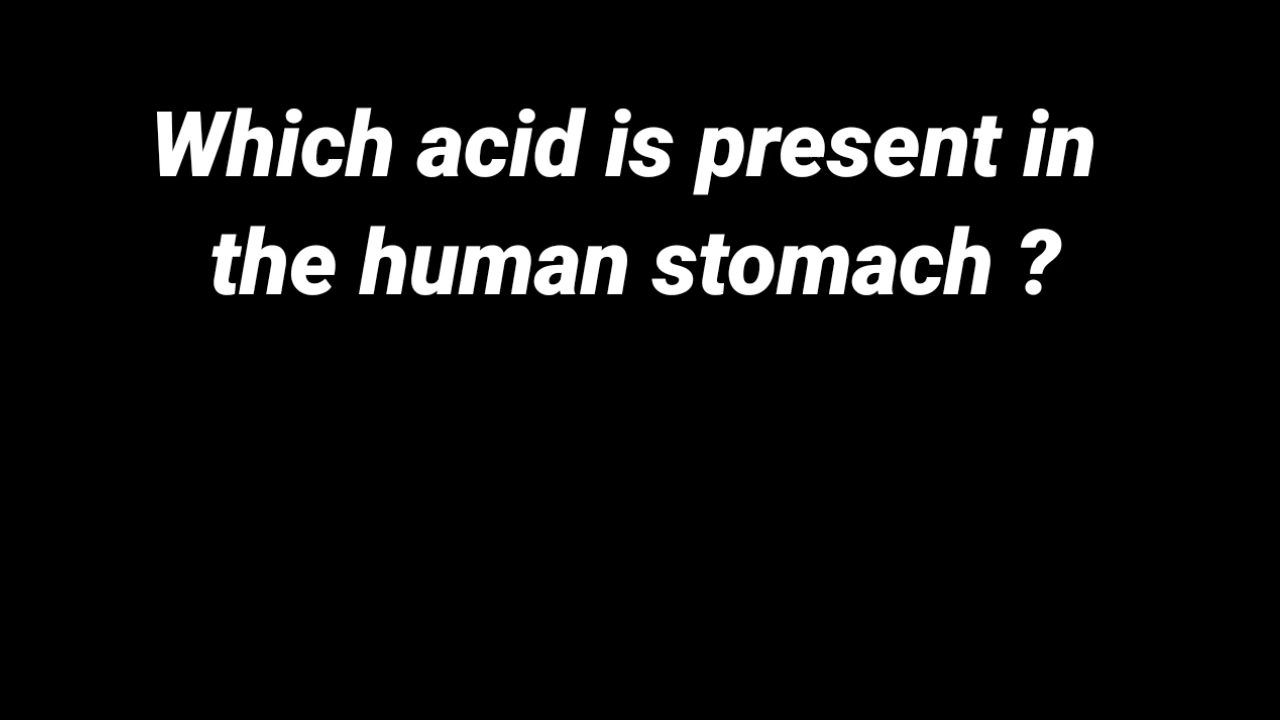 Which acid is present in
the human stomach ?